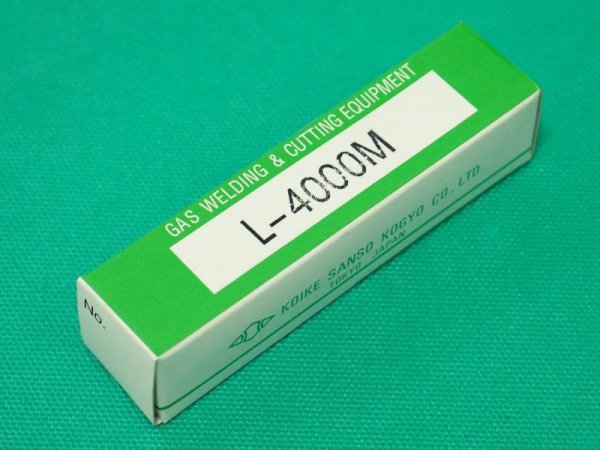 GAS WELDING & CUTTING EQUIPMENT
L-4000M
KOIKE SANSO KOGYO CO., LTD.
TOKYO JAPAN
No.